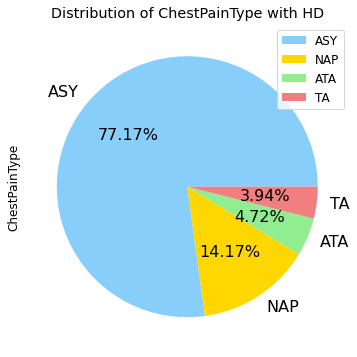 Distribution of ChestPainType with HD
ASY
NAP
ATA
TA
ASY
77.17%
ChestPainType
3.94%
TA
4.72%
ATA
14.17%
NAP